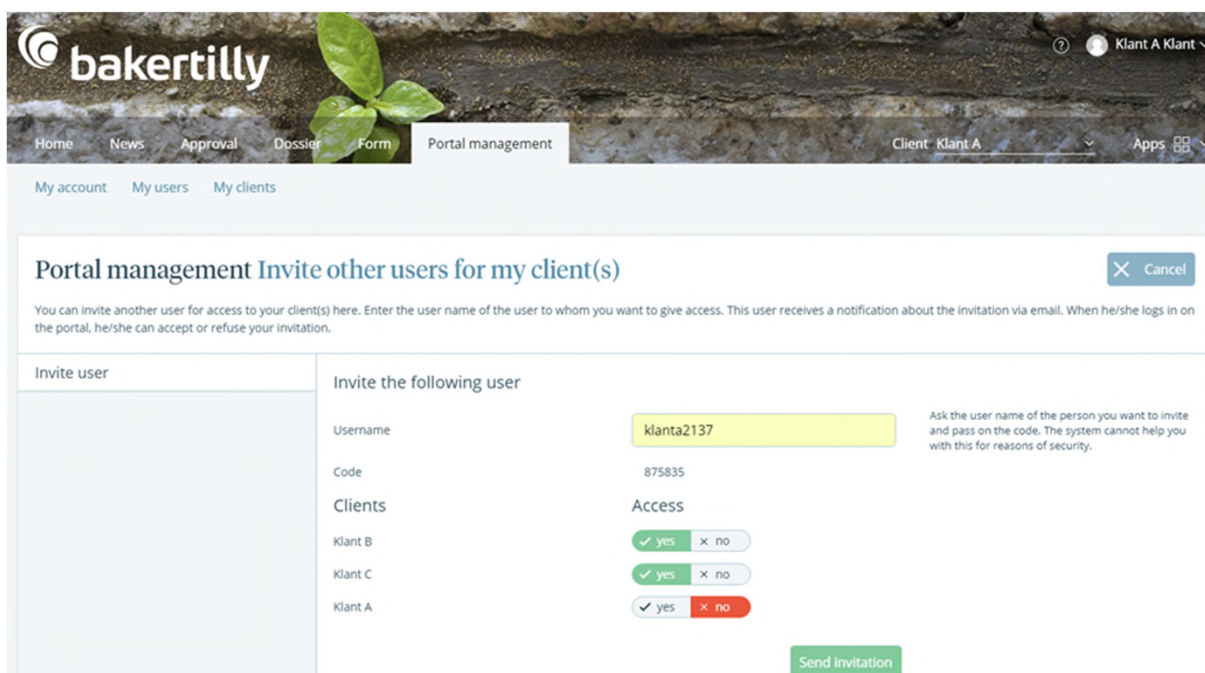 bakertilly
Klant A Klant
Home News Approval Dossier Form Portal management Client Klant A Apps
My account My users My clients
Portal management Invite other users for my client(s)
Cancel
You can invite another user for access to your client(s) here. Enter the user name of the user to whom you want to give access. This user receives a notification about the invitation via email. When he/she logs in on
the portal, he/she can accept or refuse your invitation.
Invite user
Invite the following user
Username klanta2137
Ask the user name of the person you want to invite
and pass on the code. The system cannot help you
with this for reasons of security.
Code 875835
Clients Access
Klant B yes no
Klant C yes no
Klant A yes no
Send invitation